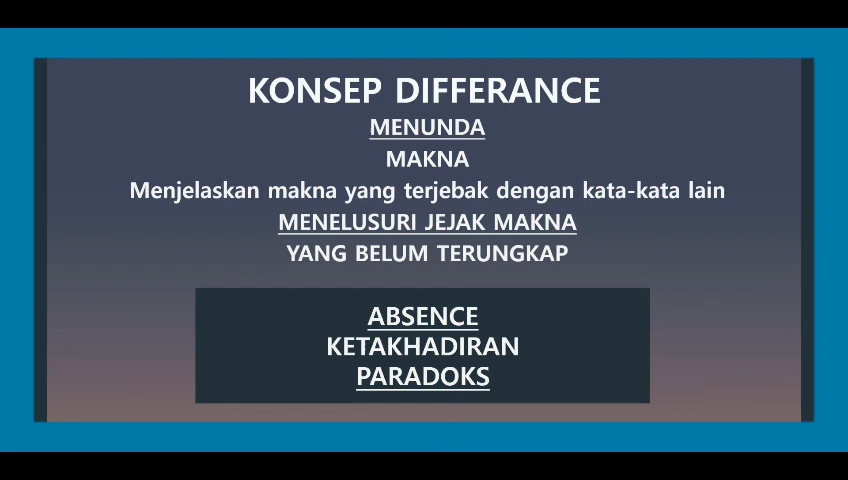 KONSEP DIFFERANCE
MENUNDA
MAKNA
Menjelaskan makna yang terjebak dengan kata-kata lain
MENELUSURI JEJAK MAKNA
YANG BELUM TERUNGKAP
ABSENCE
KETAKHADIRAN
PARADOKS